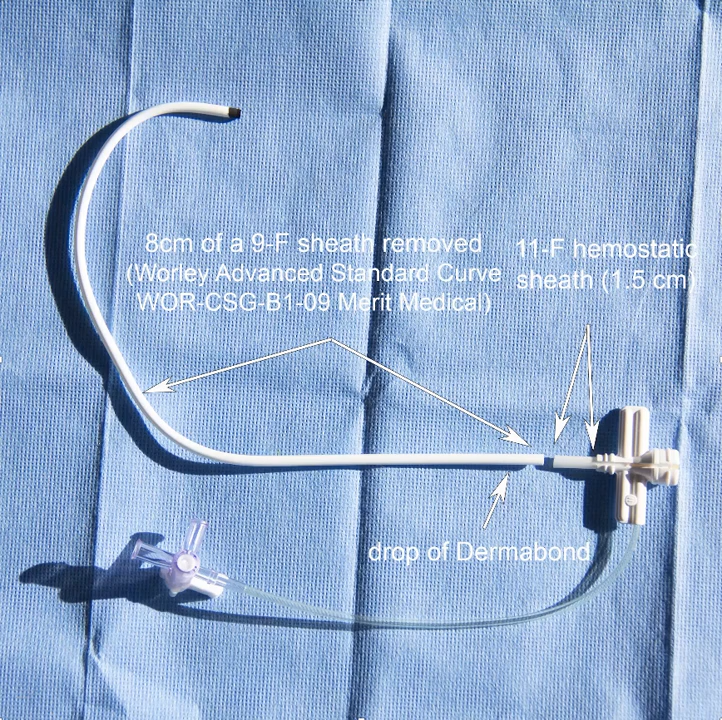 8cm of a 9-F sheath removed
(Worley Advanced Standard Curve
WOR-CSG-B1-09 Merit Medical)
11-F hemostatic
sheath (1.5 cm)
drop of Dermabond